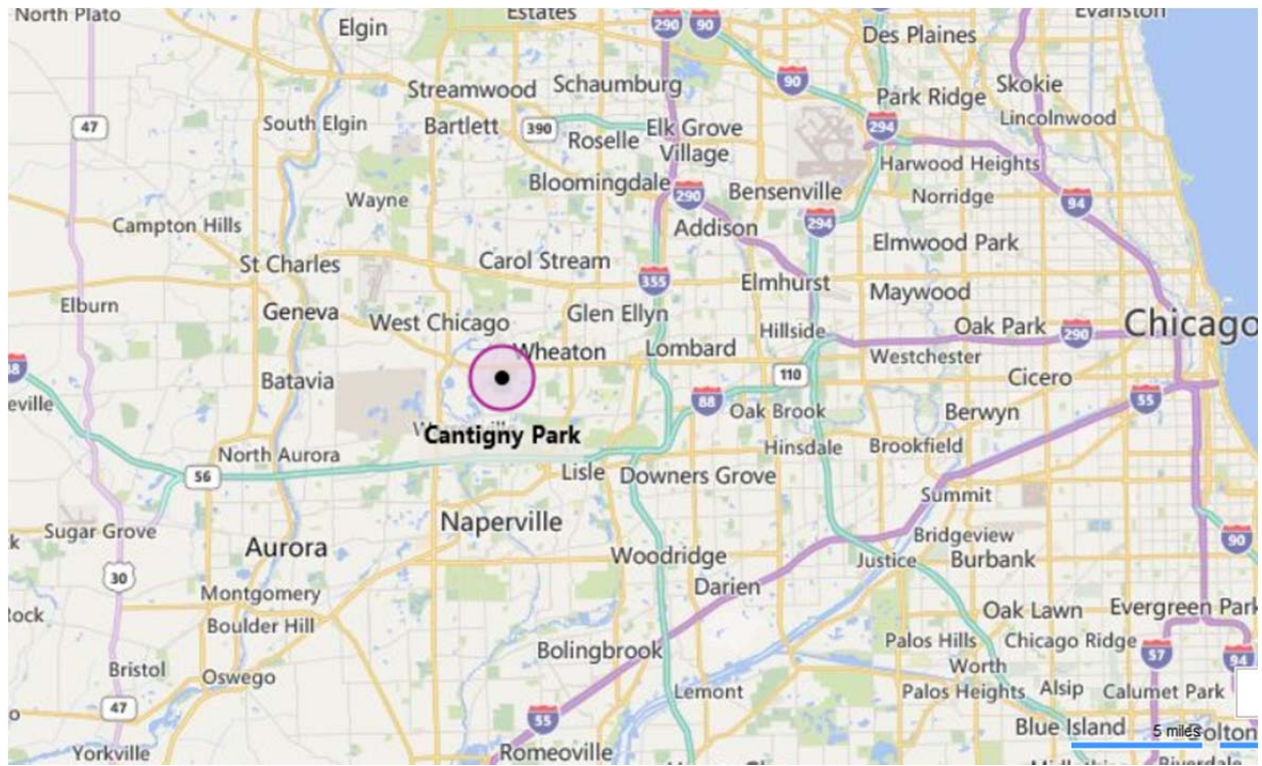 North Plato
Elgin
Estates
290
90
Evanston
Des Plaines
Streamwood
Schaumburg
90
Skokie
Park Ridge
47
South Elgin
Bartlett
390
Roselle
Elk Grove
Village
294
Lincolnwood
Harwood Heights
Wayne
Bloomingdale
290
Bensenville
Norridge
94
Campton Hills
Addison
294
Elmwood Park
St Charles
Carol Stream
355
Elmhurst
Maywood
Elburn
Geneva
West Chicago
Glen Ellyn
Hillside
Oak Park
290
Chicago
Wheaton
Lombard
Westchester
Batavia
110
Cicero
88
Oak Brook
55
Berwyn
eville
Cantigny Park
Hinsdale
Brookfield
North Aurora
56
Lisle
Downers Grove
Summit
Sugar Grove
Naperville
Bridgeview
90
Aurora
Woodridge
Justice
Burbank
30
Montgomery
Darien
Oak Lawn
Evergreen Park
Boulder Hill
Bolingbrook
Palos Hills
Chicago Ridge
57
94
Bristol
Oswego
Worth
Lemont
Palos Heights
Alsip
Calumet Park
47
55
Blue Island
5 miles
Yorkville
Romeoville